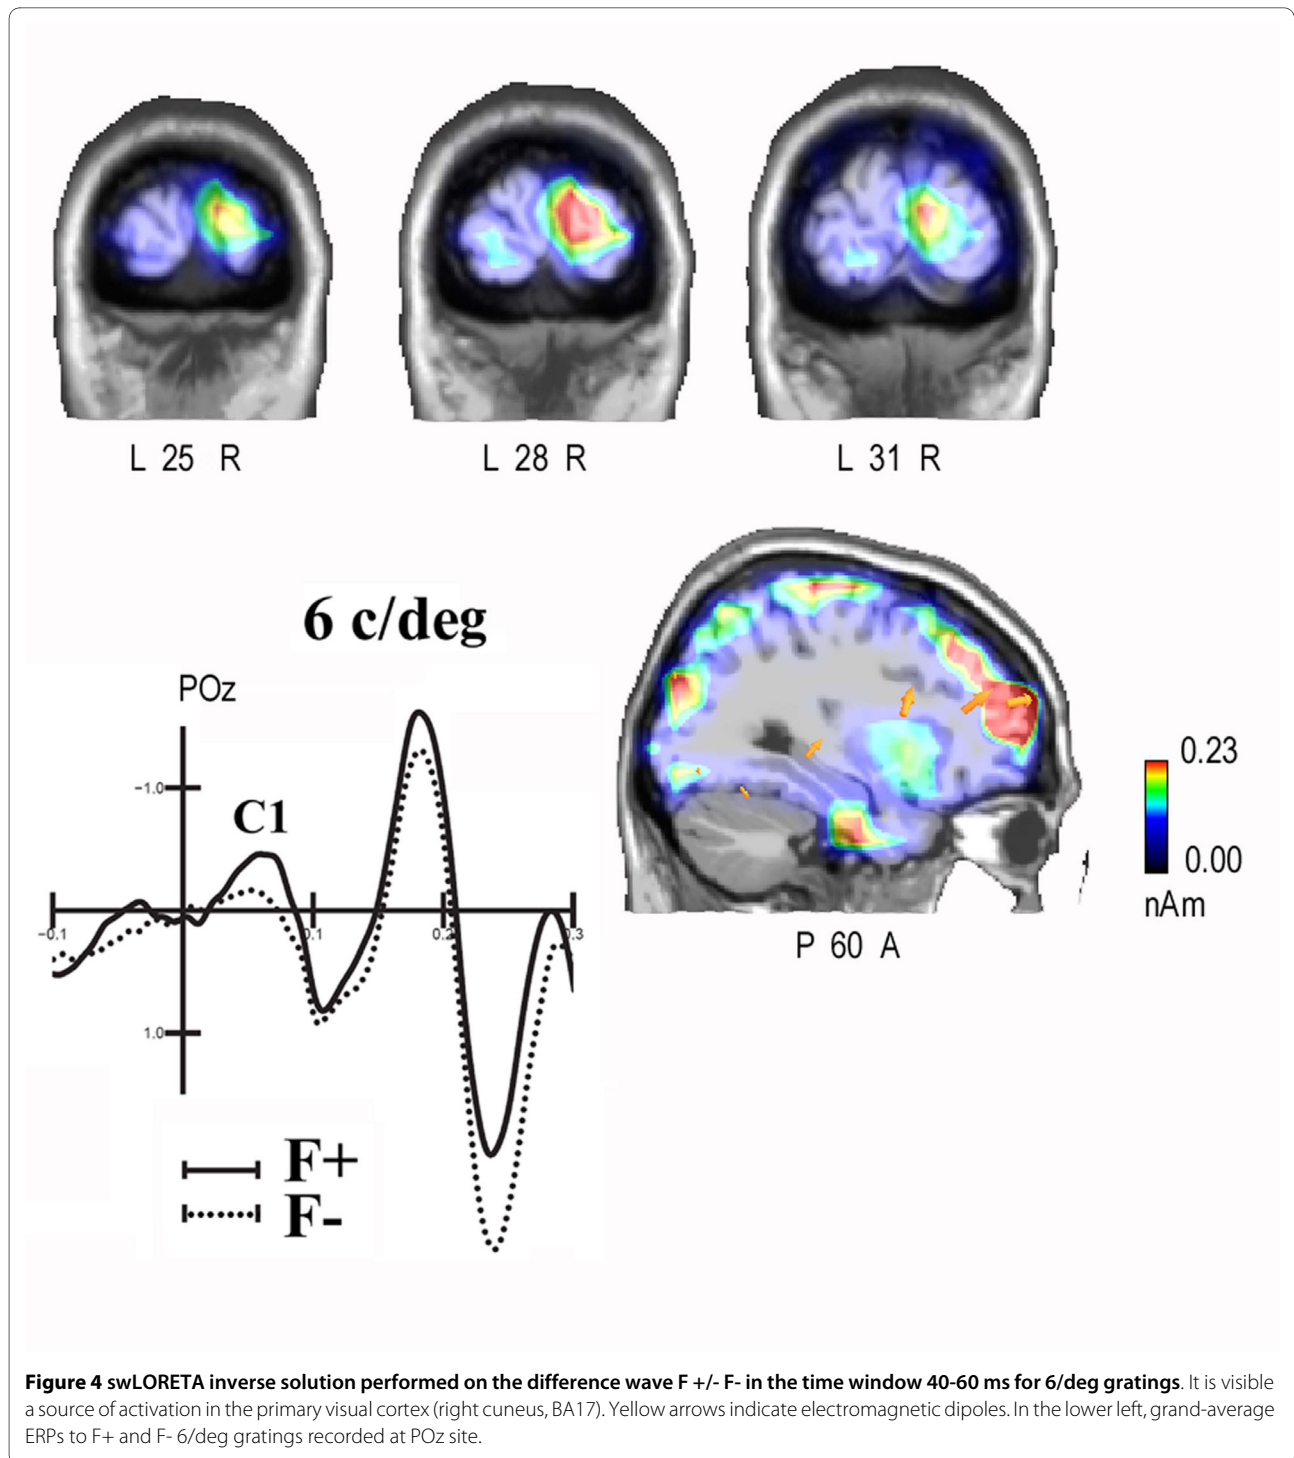 L 25 R
L 28 R
L 31 R
6 c/deg
POz
-1.0
C1
-0.1
0.1
0.2
0.3
1.0
F+
F-
0.23
0.00
nAm
P 60 A
Figure 4 swLORETA inverse solution performed on the difference wave F +/- F- in the time window 40-60 ms for 6/deg gratings. It is visible
a source of activation in the primary visual cortex (right cuneus, BA17). Yellow arrows indicate electromagnetic dipoles. In the lower left, grand-average
ERPs to F+ and F- 6/deg gratings recorded at POz site.